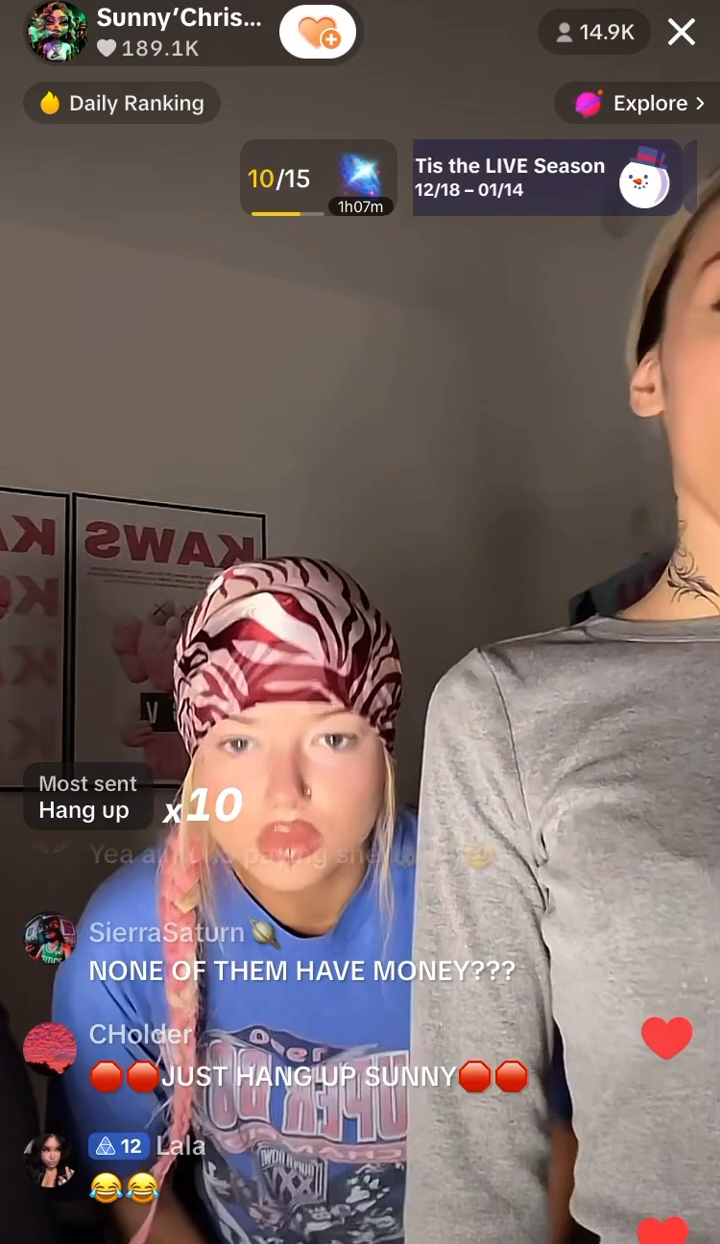 Sunny’Chris...
189.1K
14.9K
Daily Ranking
Explore >
10/15
1h07m
Tis the LIVE Season
12/18 – 01/14
KAWS
KA
V
Most sent
Hang up
x10
Yea
SierraSaturn 🪐
NONE OF THEM HAVE MONEY???
CHolder
🛑🛑JUST HANG UP SUNNY🛑🛑
12 Lala
😂😂